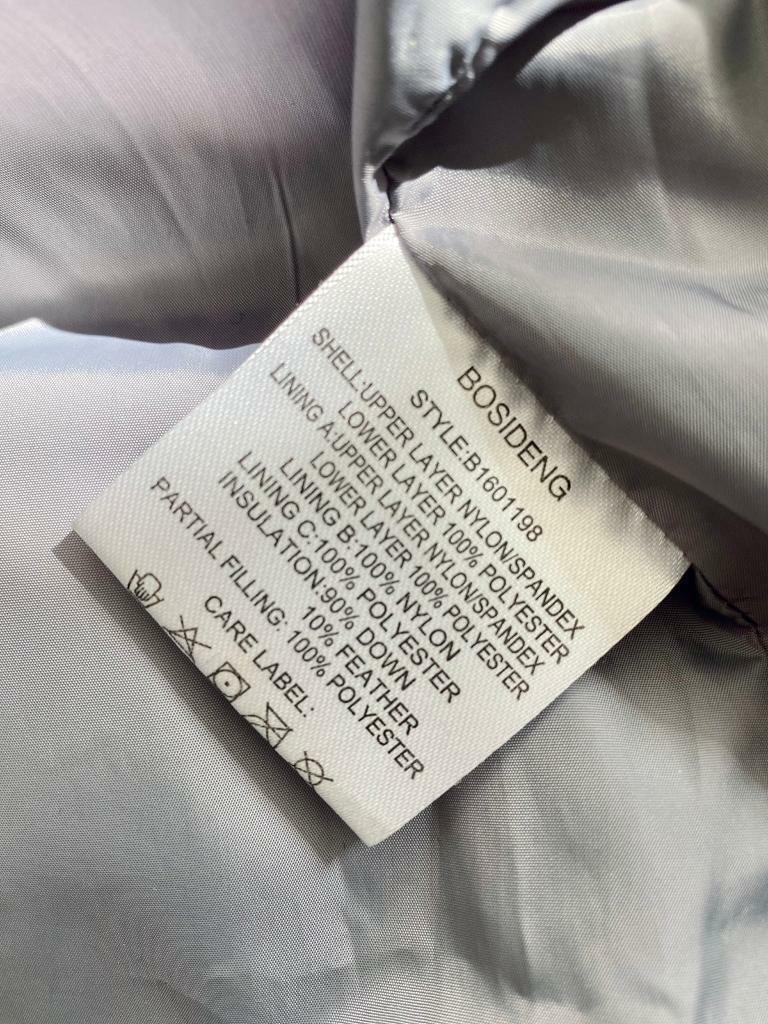 BOSIDENG
STYLE:B1601198
SHELL:UPPER LAYER NYLON/SPANDEX
LOWER LAYER 100% POLYESTER
LINING A:UPPER LAYER NYLON/SPANDEX
LOWER LAYER 100% POLYESTER
LINING B:100% NYLON
LINING C:100% POLYESTER
INSULATION:90% DOWN
10% FEATHER
PARTIAL FILLING: 100% POLYESTER
CARE LABEL: